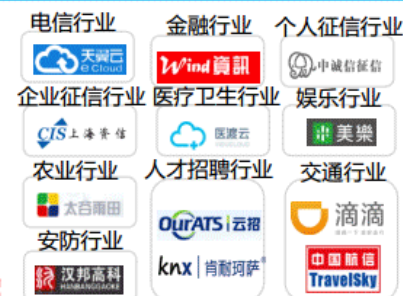 电信行业
金融行业
个人征信行业
天翼云
e Cloud
Wind資訊
中诚信征信
企业征信行业
医疗卫生行业
娱乐行业
CIS上海资信
医渡云
美樂
农业行业
人才招聘行业
交通行业
太谷雨田
OurATS|云招
滴滴
安防行业
knx|肯耐珂萨
中国航信
TravelSky
汉邦高科
HANBANGGAOKE